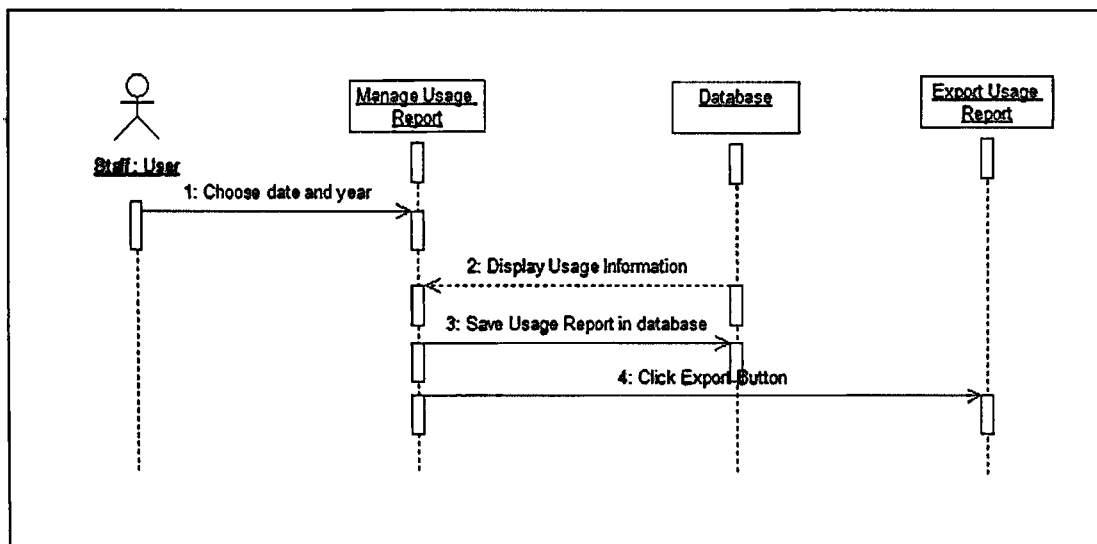 Manage Usage
Report
Database
Export Usage
Report
Staff : User
1: Choose date and year
2: Display Usage Information
3: Save Usage Report in database
4: Click Export Button